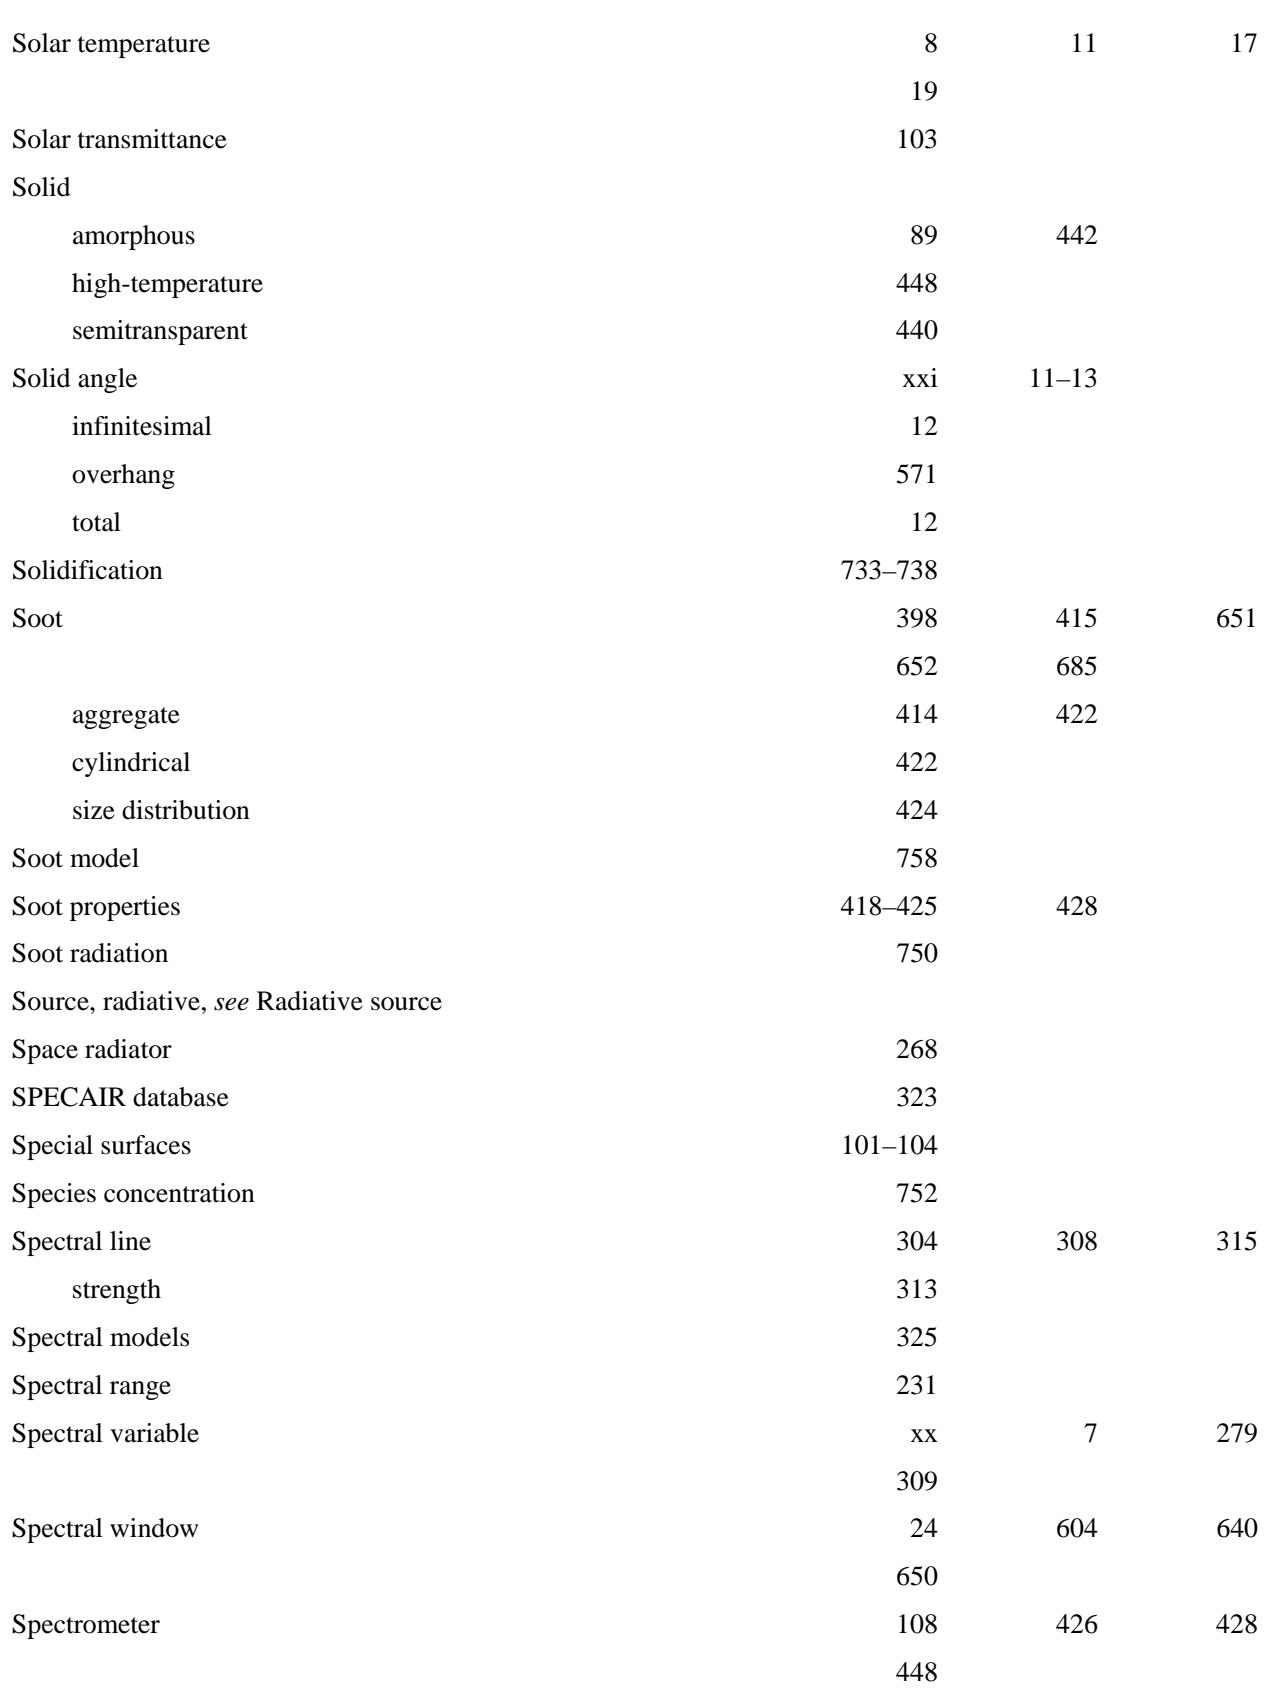 Solar temperature 8 11 17
19
Solar transmittance 103
Solid
amorphous 89 442
high-temperature 448
semitransparent 440
Solid angle xxi 11–13
infinitesimal 12
overhang 571
total 12
Solidification 733–738
Soot 398 415 651
652 685
aggregate 414 422
cylindrical 422
size distribution 424
Soot model 758
Soot properties 418–425 428
Soot radiation 750
Source, radiative, see Radiative source
Space radiator 268
SPECAIR database 323
Special surfaces 101–104
Species concentration 752
Spectral line 304 308 315
strength 313
Spectral models 325
Spectral range 231
Spectral variable xx 7 279
309
Spectral window 24 604 640
650
Spectrometer 108 426 428
448